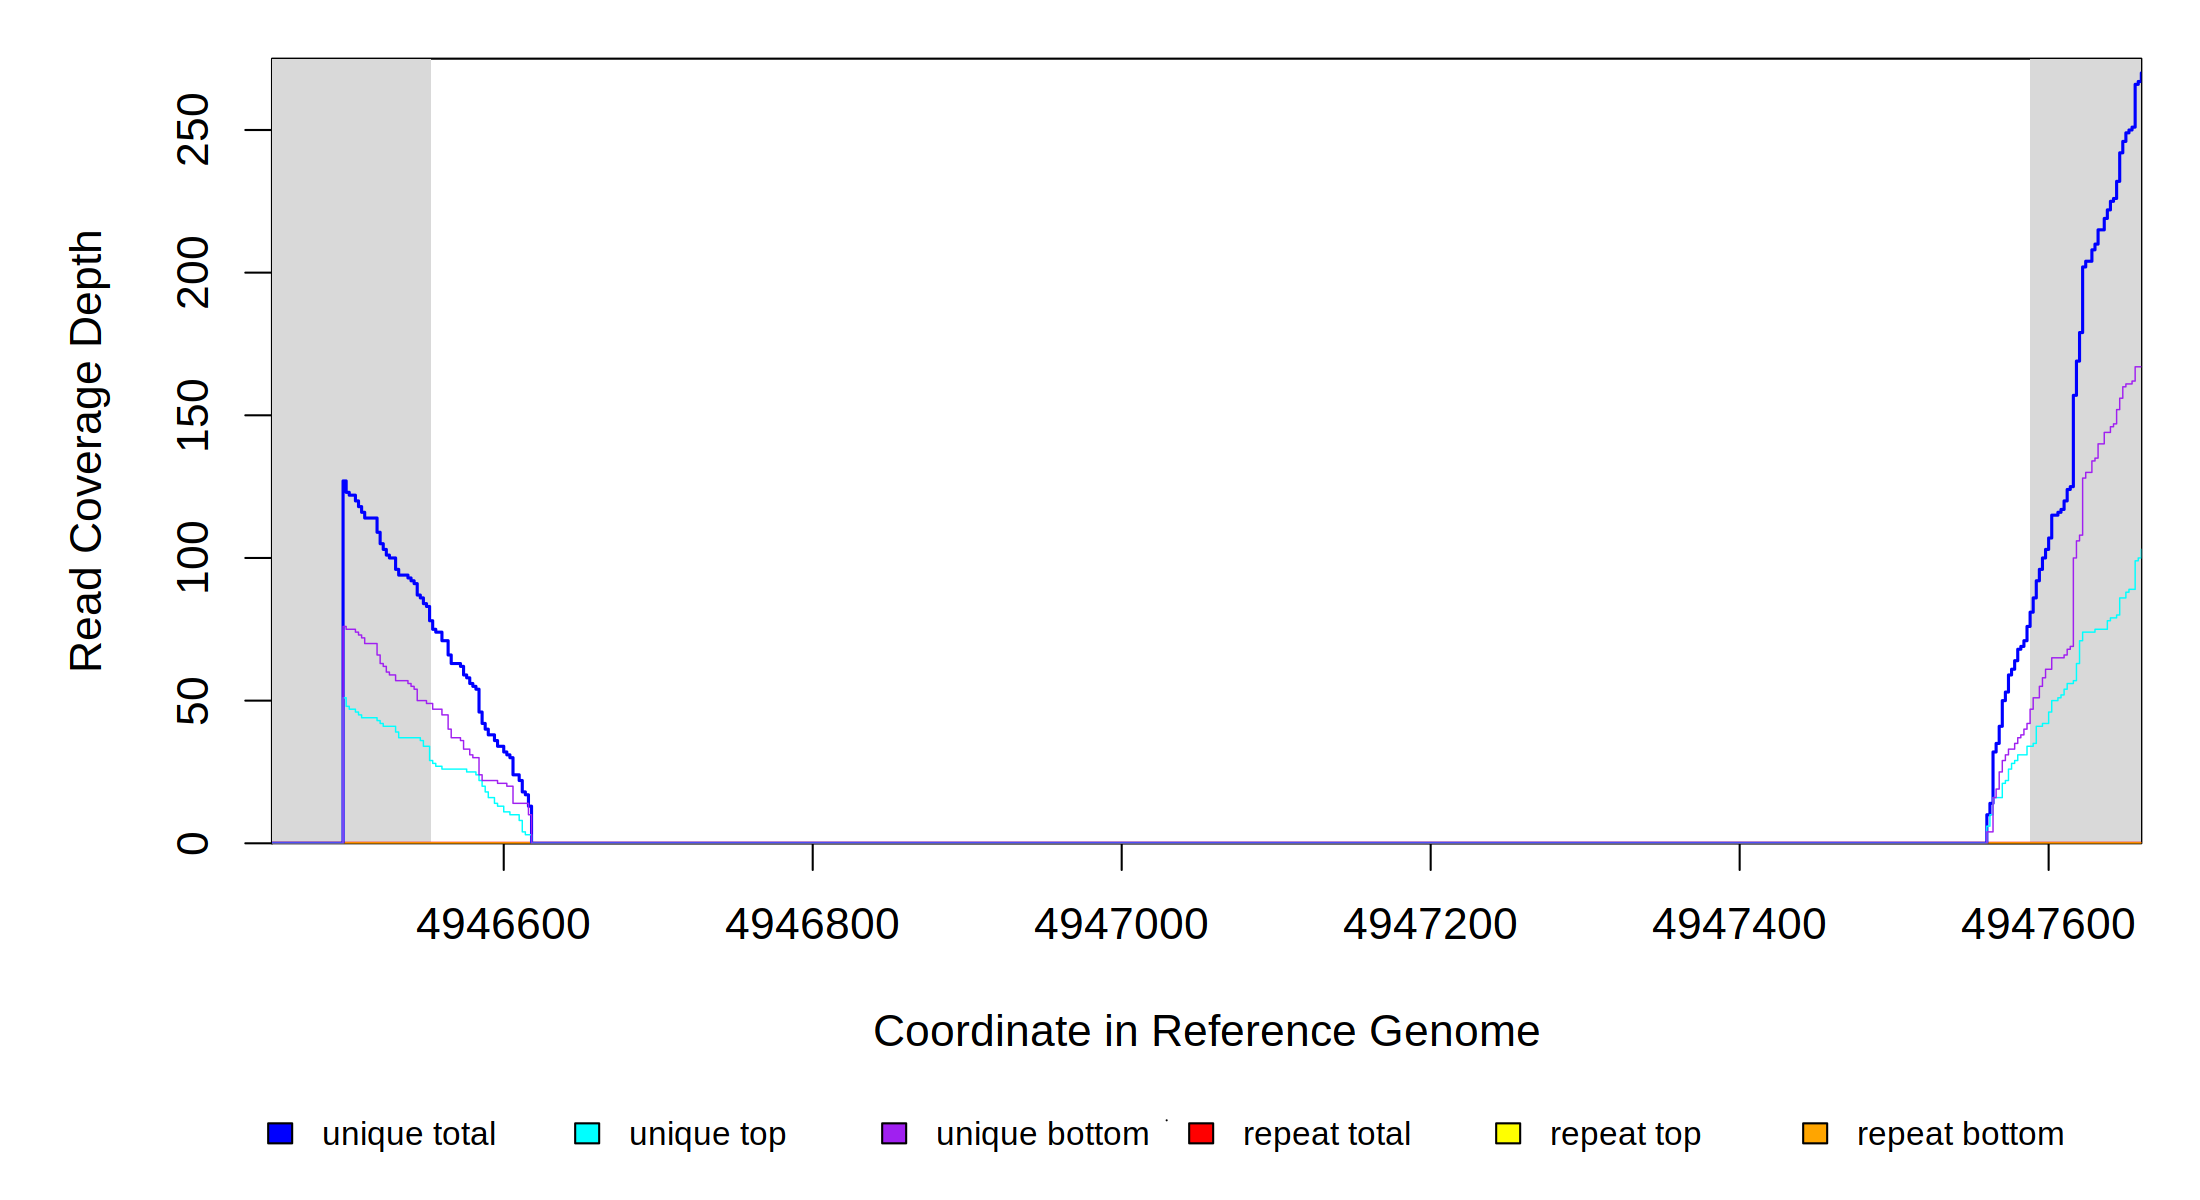 Read Coverage Depth
250
200
150
100
50
0
4946600 4946800 4947000 4947200 4947400 4947600
Coordinate in Reference Genome
unique total unique top unique bottom repeat total repeat top repeat bottom